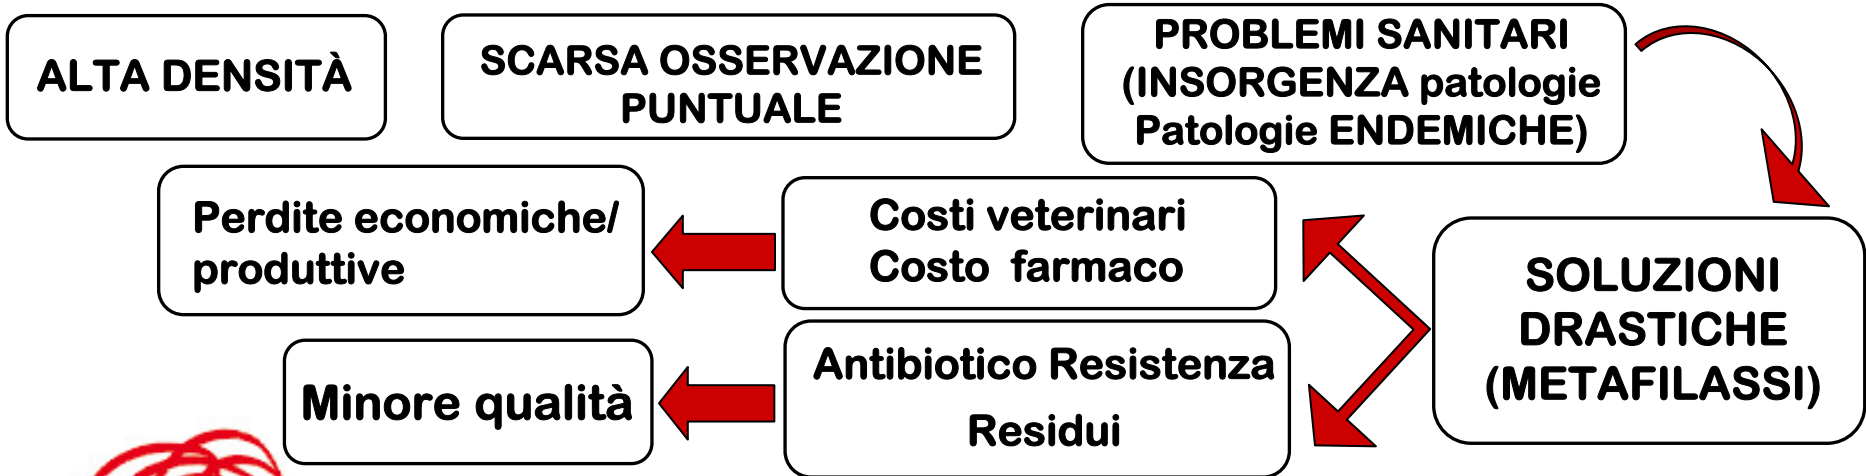 ALTA DENSITÀ
SCARSA OSSERVAZIONE
PUNTUALE
PROBLEMI SANITARI
(INSORGENZA patologie
Patologie ENDEMICHE)
Perdite economiche/
produttive
Costi veterinari
Costo farmaco
SOLUZIONI
DRASTICHE
(METAFILASSI)
Minore qualità
Antibiotico Resistenza
Residui